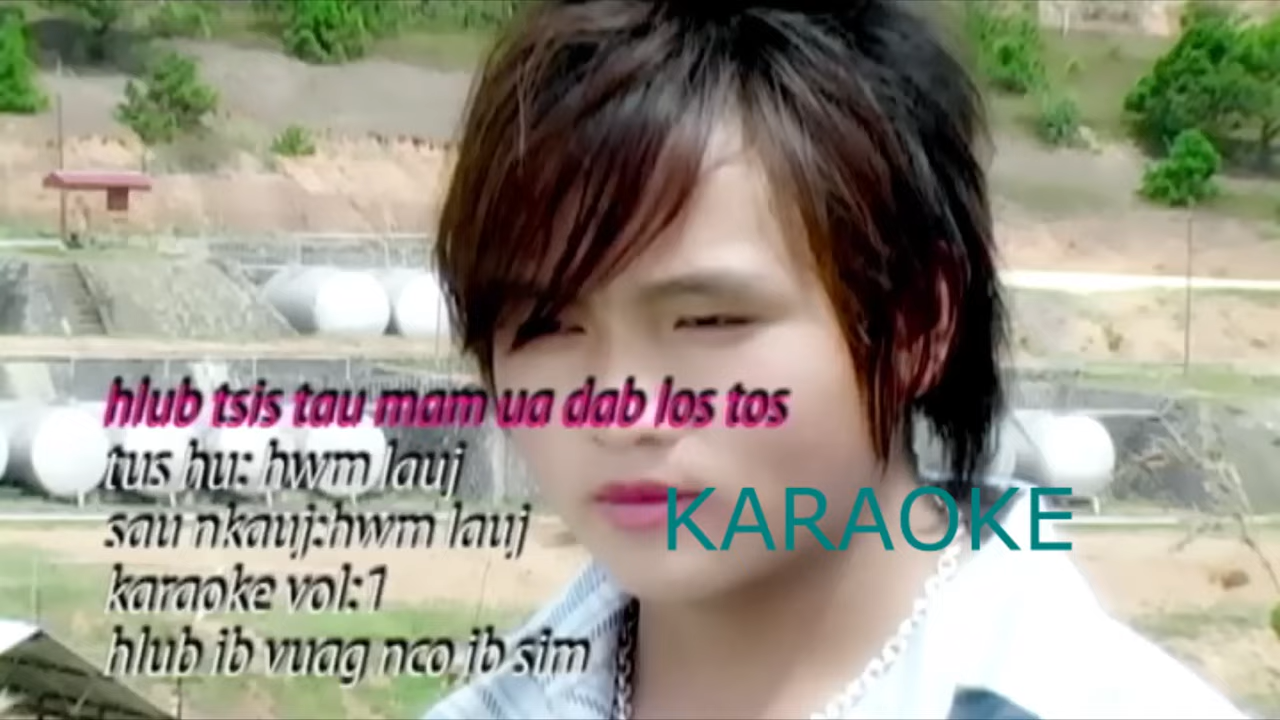 hlub tsis tau mam ua dab los tos
tus hu: hwm lauj
sau nkauj:hwm lauj
KARAOKE
karaoke vol:1
hlub ib vuag nco ib sim